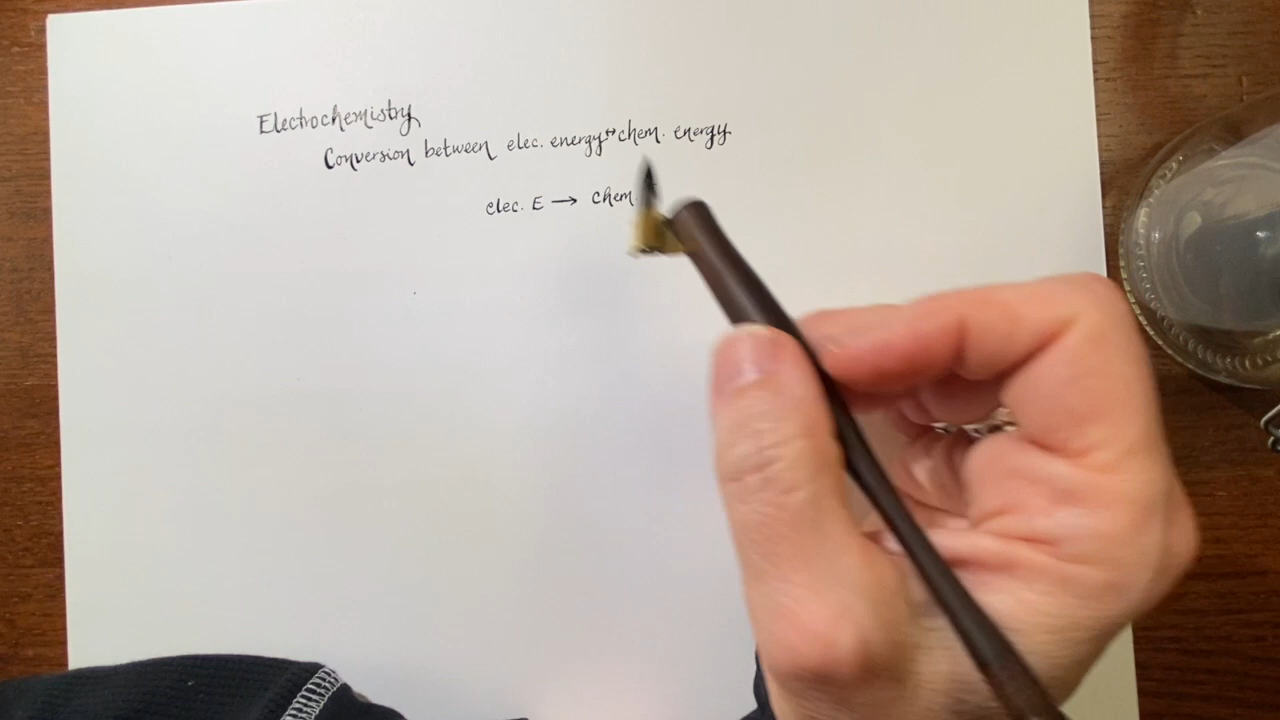 Electrochemistry
Conversion between elec. energy ↔ chem. energy
elec. E → chem.